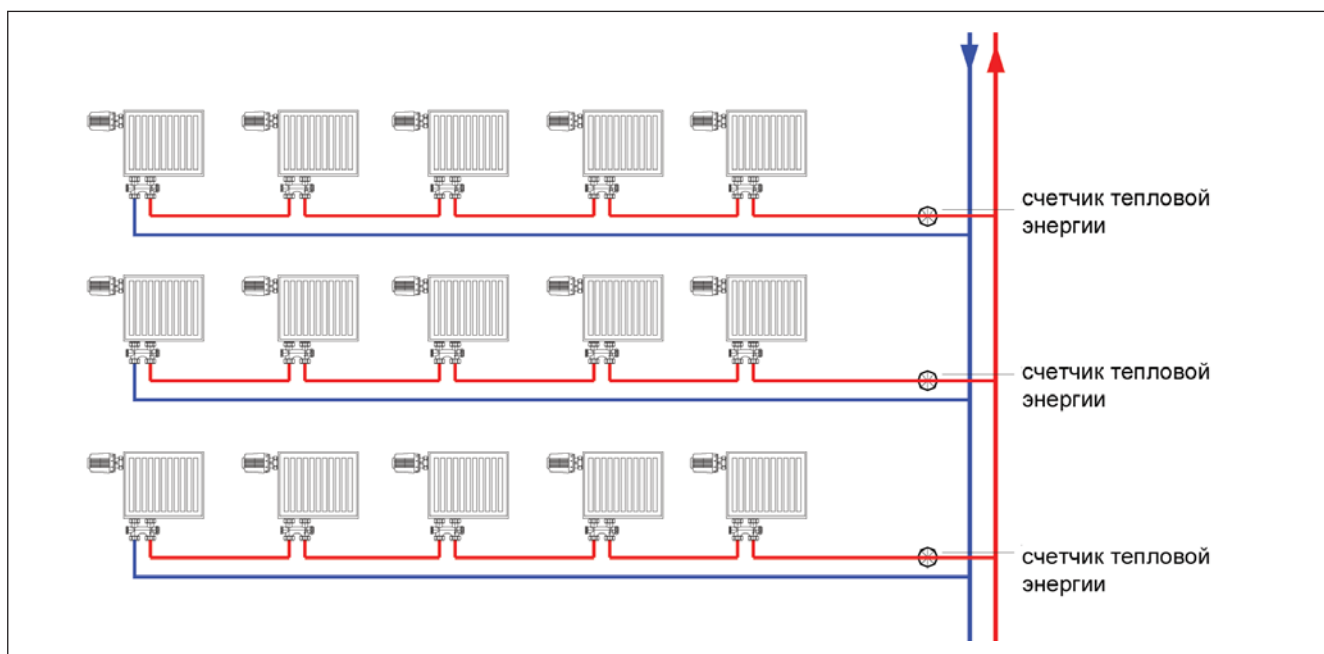 счетчик тепловой
энергии
счетчик тепловой
энергии
счетчик тепловой
энергии